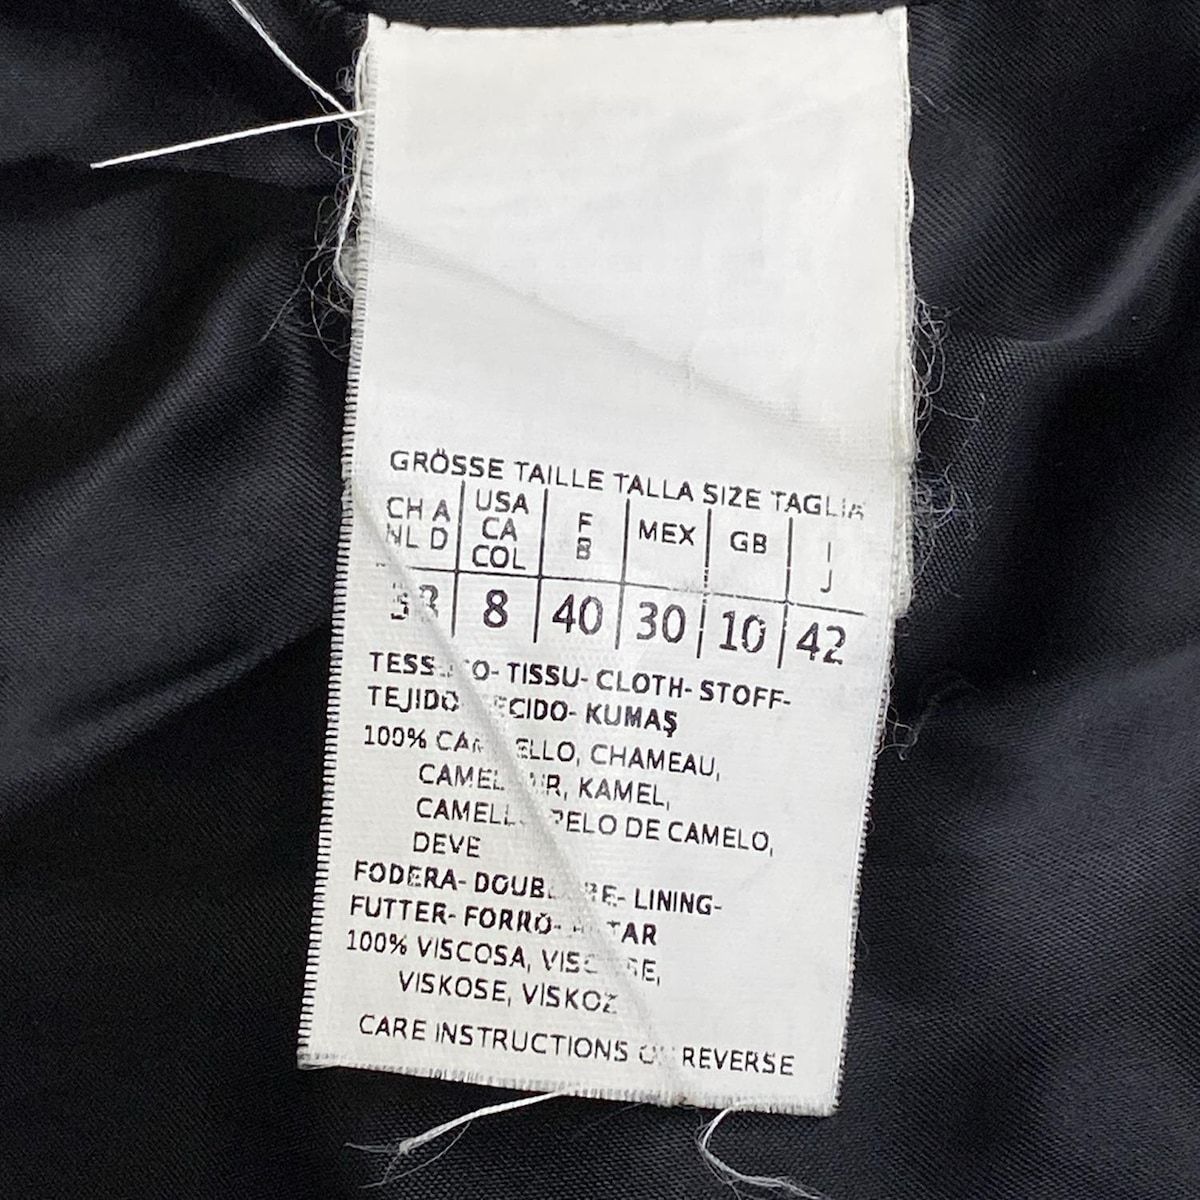 GRÖSSE TAILLE TALLA SIZE TAGLIA
CH A NL D | USA CA COL | F B | MEX | GB | I J
8 | 40 | 30 | 10 | 42
TISSU- CLOTH- STOFF-
TEJIDO KUMAŞ
100% CHAMEAU,
KAMEL,
PELO DE CAMELO,
DEVE
FODERA- LINING-
FUTTER- FORRO-
100% VISCOSA,
VISKOSE, VISKOZ
CARE INSTRUCTIONS REVERSE